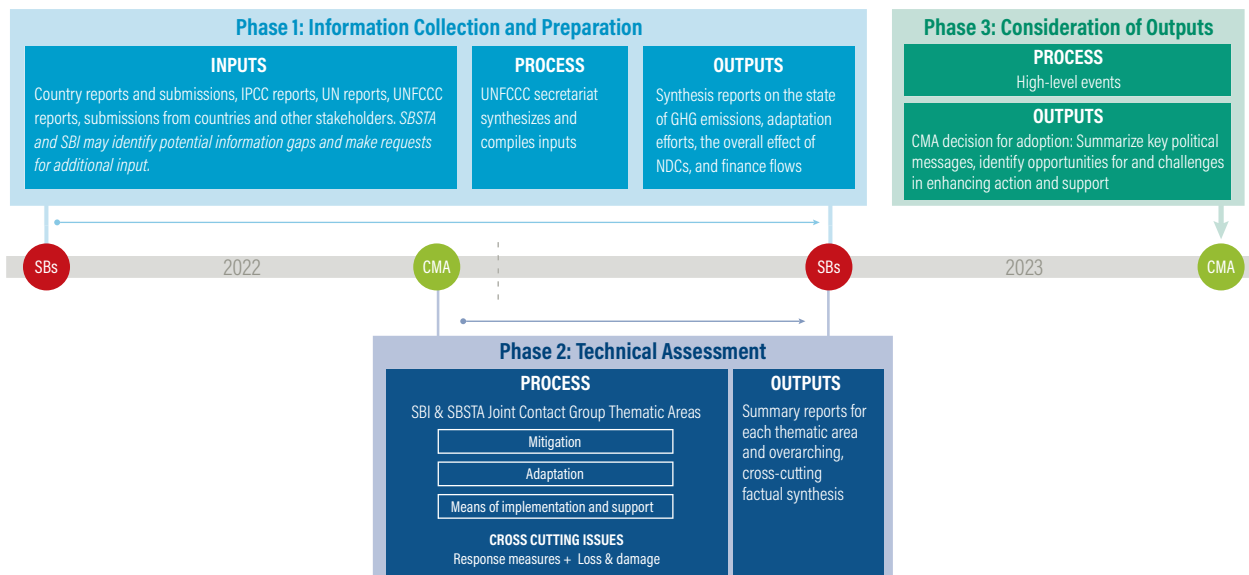 Phase 1: Information Collection and Preparation
INPUTS
Country reports and submissions, IPCC reports, UN reports, UNFCCC
reports, submissions from countries and other stakeholders. SBSTA
and SBI may identify potential information gaps and make requests
for additional input.
PROCESS
UNFCCC secretariat
synthesizes and
compiles inputs
OUTPUTS
Synthesis reports on the state
of GHG emissions, adaptation
efforts, the overall effect of
NDCs, and finance flows
Phase 3: Consideration of Outputs
PROCESS
High-level events
OUTPUTS
CMA decision for adoption: Summarize key political
messages, identify opportunities for and challenges
in enhancing action and support
SBs
2022
CMA
SBs
2023
CMA
Phase 2: Technical Assessment
PROCESS
SBI & SBSTA Joint Contact Group Thematic Areas
Mitigation
Adaptation
Means of implementation and support
CROSS CUTTING ISSUES
Response measures + Loss & damage
OUTPUTS
Summary reports for
each thematic area
and overarching,
cross-cutting
factual synthesis